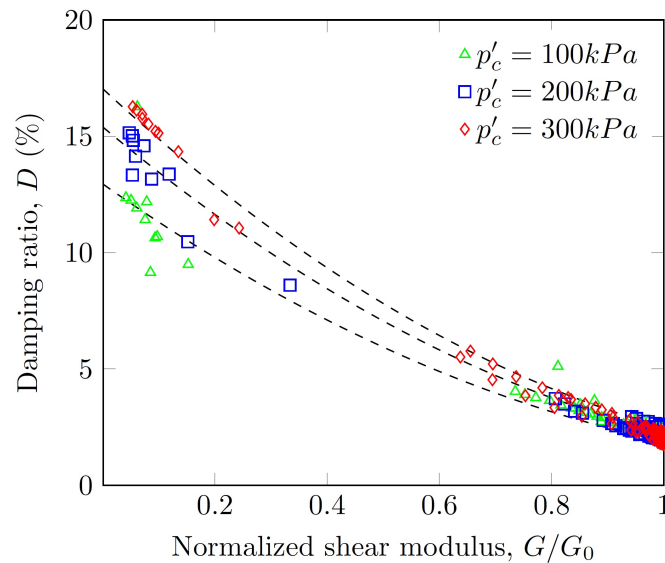 20
15
10
5
0
0.2 0.4 0.6 0.8 1
Damping ratio, D (%)
Normalized shear modulus, G/G₀
p′c = 100kPa
p′c = 200kPa
p′c = 300kPa